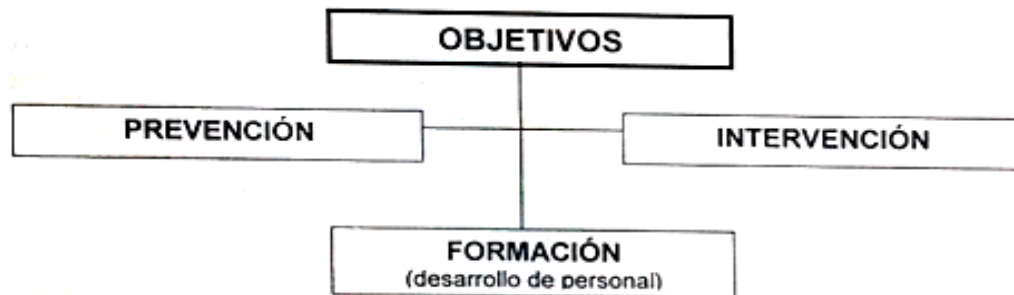 OBJETIVOS
PREVENCIÓN
INTERVENCIÓN
FORMACIÓN
(desarrollo de personal)